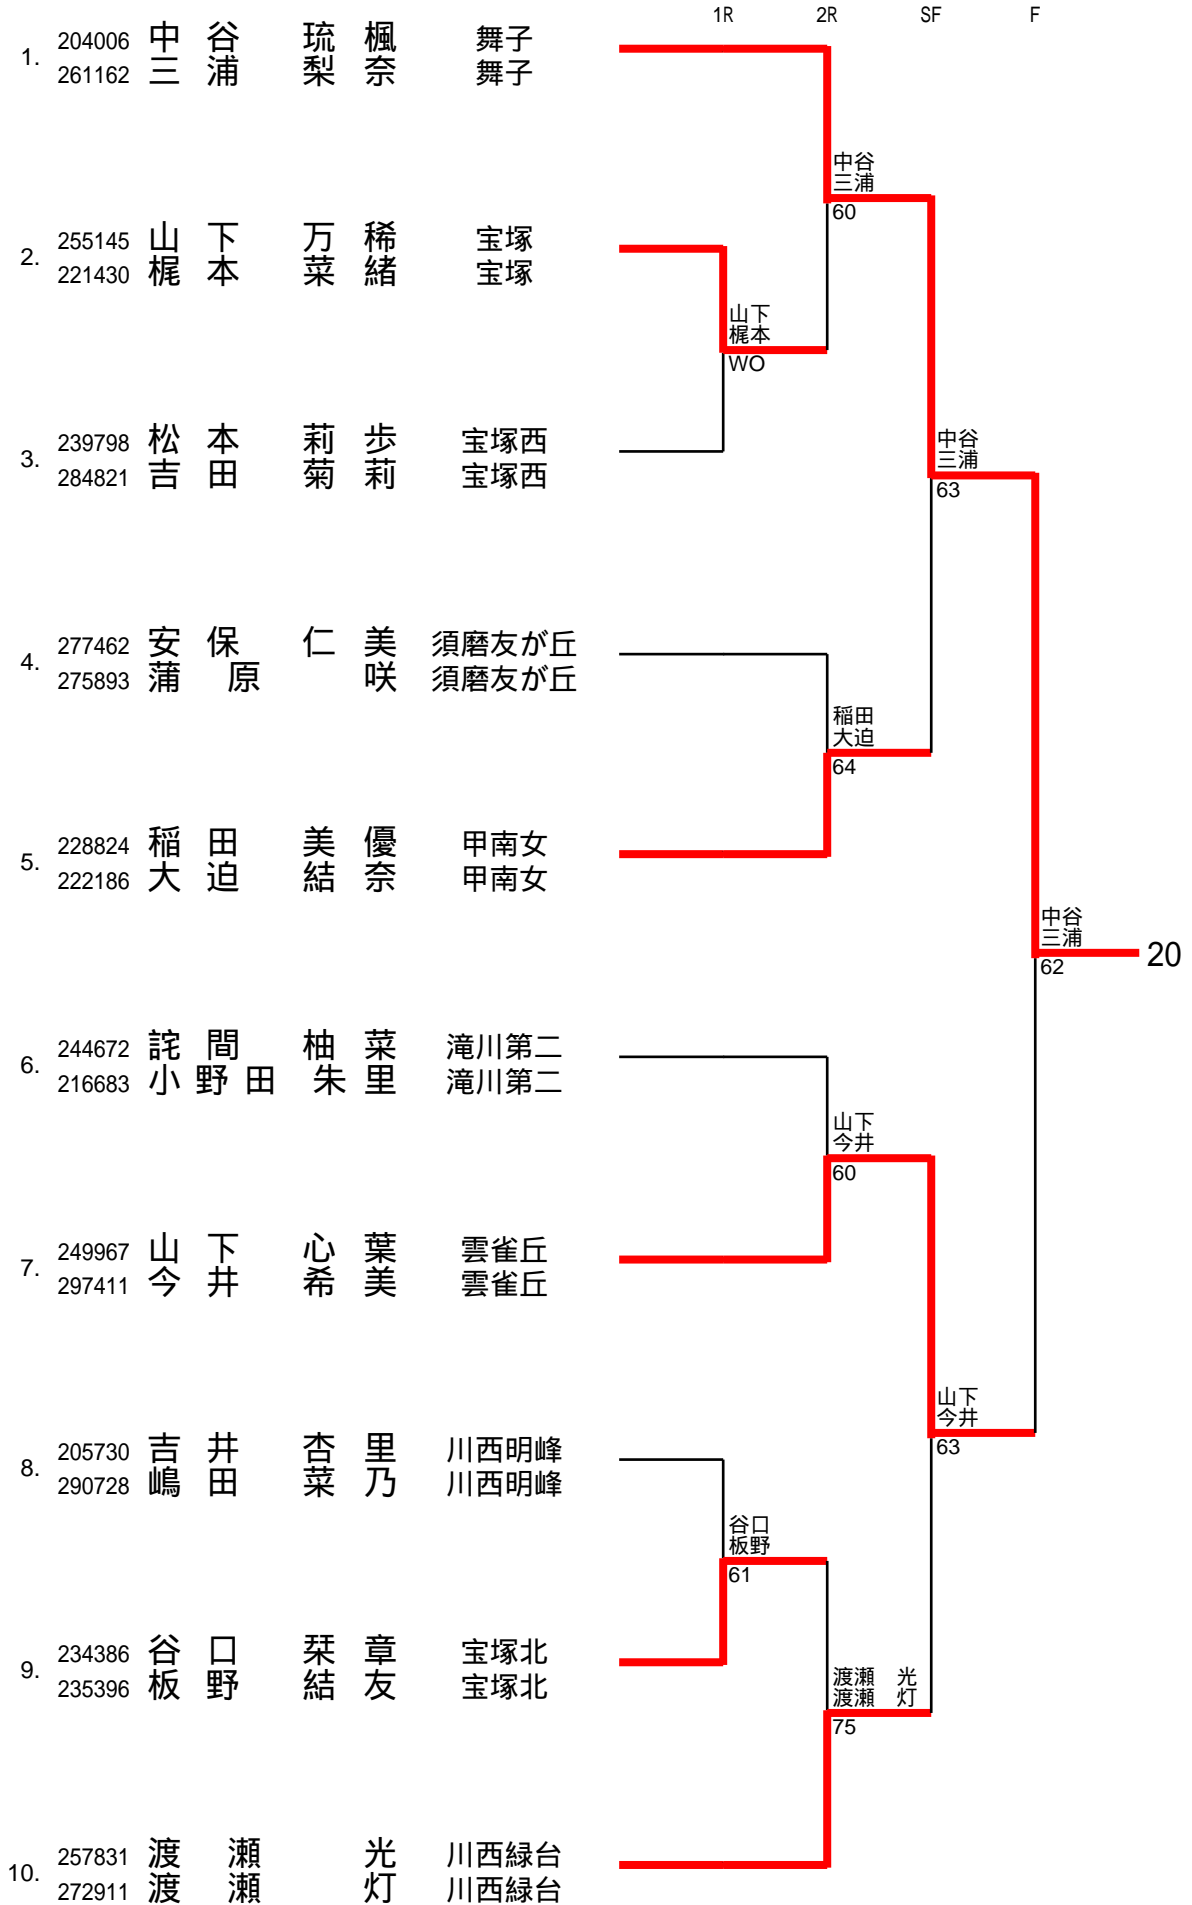 1R 2R SF F
1. 204006 中谷 琉楓 舞子
261162 三浦 梨奈 舞子
中谷
三浦
60
2. 255145 山下 万稀 宝塚
221430 梶本 菜緒 宝塚
山下
梶本
WO
3. 239798 松本 莉歩 宝塚西
284821 吉田 菊莉 宝塚西
中谷
三浦
63
4. 277462 安保 仁美 須磨友が丘
275893 蒲原 咲 須磨友が丘
稲田
大迫
64
5. 228824 稲田 美優 甲南女
222186 大迫 結奈 甲南女
中谷
三浦
62
20
6. 244672 詫間 柚菜 滝川第二
216683 小野田 朱里 滝川第二
山下
今井
60
7. 249967 山下 心葉 雲雀丘
297411 今井 希美 雲雀丘
山下
今井
63
8. 205730 吉井 杏里 川西明峰
290728 嶋田 菜乃 川西明峰
谷口
板野
61
9. 234386 谷口 栞章 宝塚北
235396 板野 結友 宝塚北
渡瀬 光
渡瀬 灯
75
10. 257831 渡瀬 光 川西緑台
272911 渡瀬 灯 川西緑台